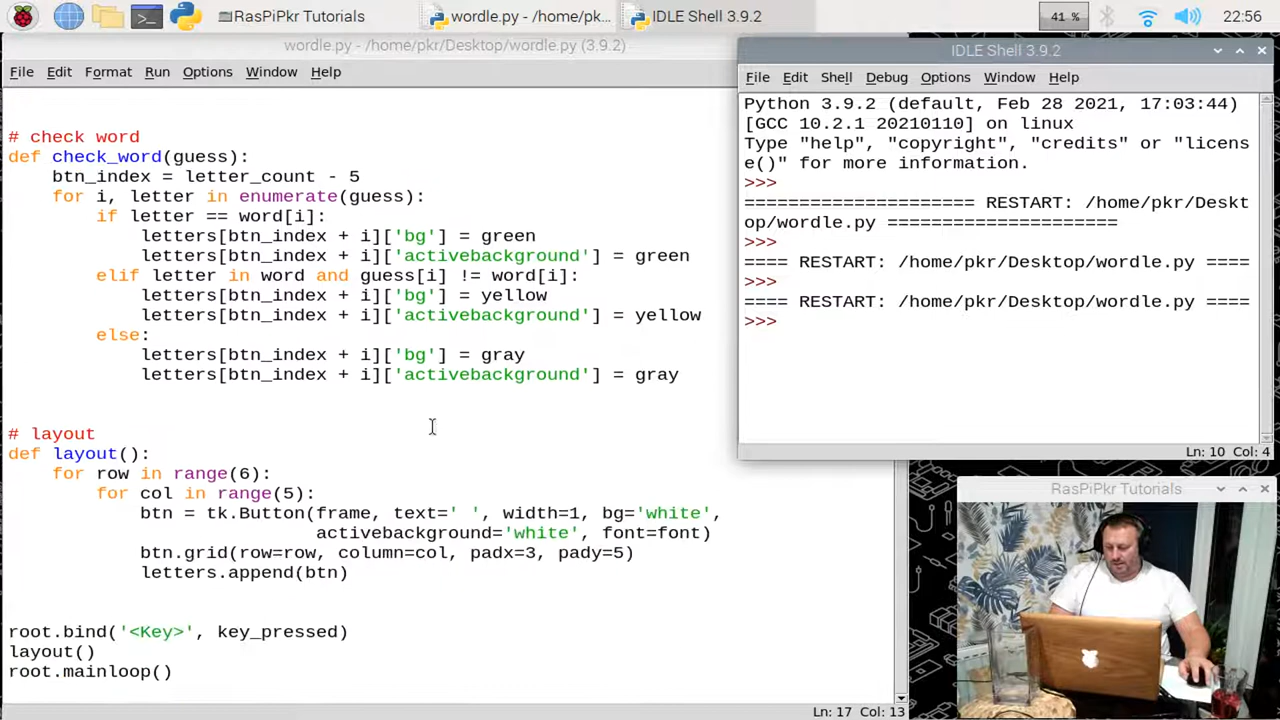 RasPiPkr Tutorials
wordle.py - /home/pk...
IDLE Shell 3.9.2
41 %
22:56
wordle.py - /home/pkr/Desktop/wordle.py (3.9.2)
File Edit Format Run Options Window Help
# check word
def check_word(guess):
    btn_index = letter_count - 5
    for i, letter in enumerate(guess):
        if letter == word[i]:
            letters[btn_index + i]['bg'] = green
            letters[btn_index + i]['activebackground'] = green
        elif letter in word and guess[i] != word[i]:
            letters[btn_index + i]['bg'] = yellow
            letters[btn_index + i]['activebackground'] = yellow
        else:
            letters[btn_index + i]['bg'] = gray
            letters[btn_index + i]['activebackground'] = gray
# layout
def layout():
    for row in range(6):
        for col in range(5):
            btn = tk.Button(frame, text=' ', width=1, bg='white',
                            activebackground='white', font=font)
            btn.grid(row=row, column=col, padx=3, pady=5)
            letters.append(btn)
root.bind('<Key>', key_pressed)
layout()
root.mainloop()
Ln: 17 Col: 13
IDLE Shell 3.9.2
File Edit Shell Debug Options Window Help
Python 3.9.2 (default, Feb 28 2021, 17:03:44)
[GCC 10.2.1 20210110] on linux
Type "help", "copyright", "credits" or "licens
e()" for more information.
>>>
===================== RESTART: /home/pkr/Deskt
op/wordle.py =====================
>>>
==== RESTART: /home/pkr/Desktop/wordle.py ====
>>>
==== RESTART: /home/pkr/Desktop/wordle.py ====
>>>
Ln: 10 Col: 4
RasPiPkr Tutorials